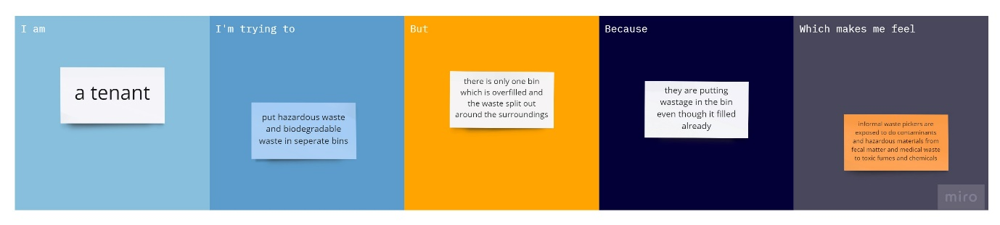 I am
a tenant
I'm trying to
put hazardous waste
and biodegradable
waste in seperate bins
But
there is only one bin
which is overfilled and
the waste split out
around the surroundings
Because
they are putting
wastage in the bin
even though it filled
already
Which makes me feel
informal waste pickers are
exposed to do contaminants
and hazardous materials from
fecal matter and medical waste
to toxic fumes and chemicals
miro